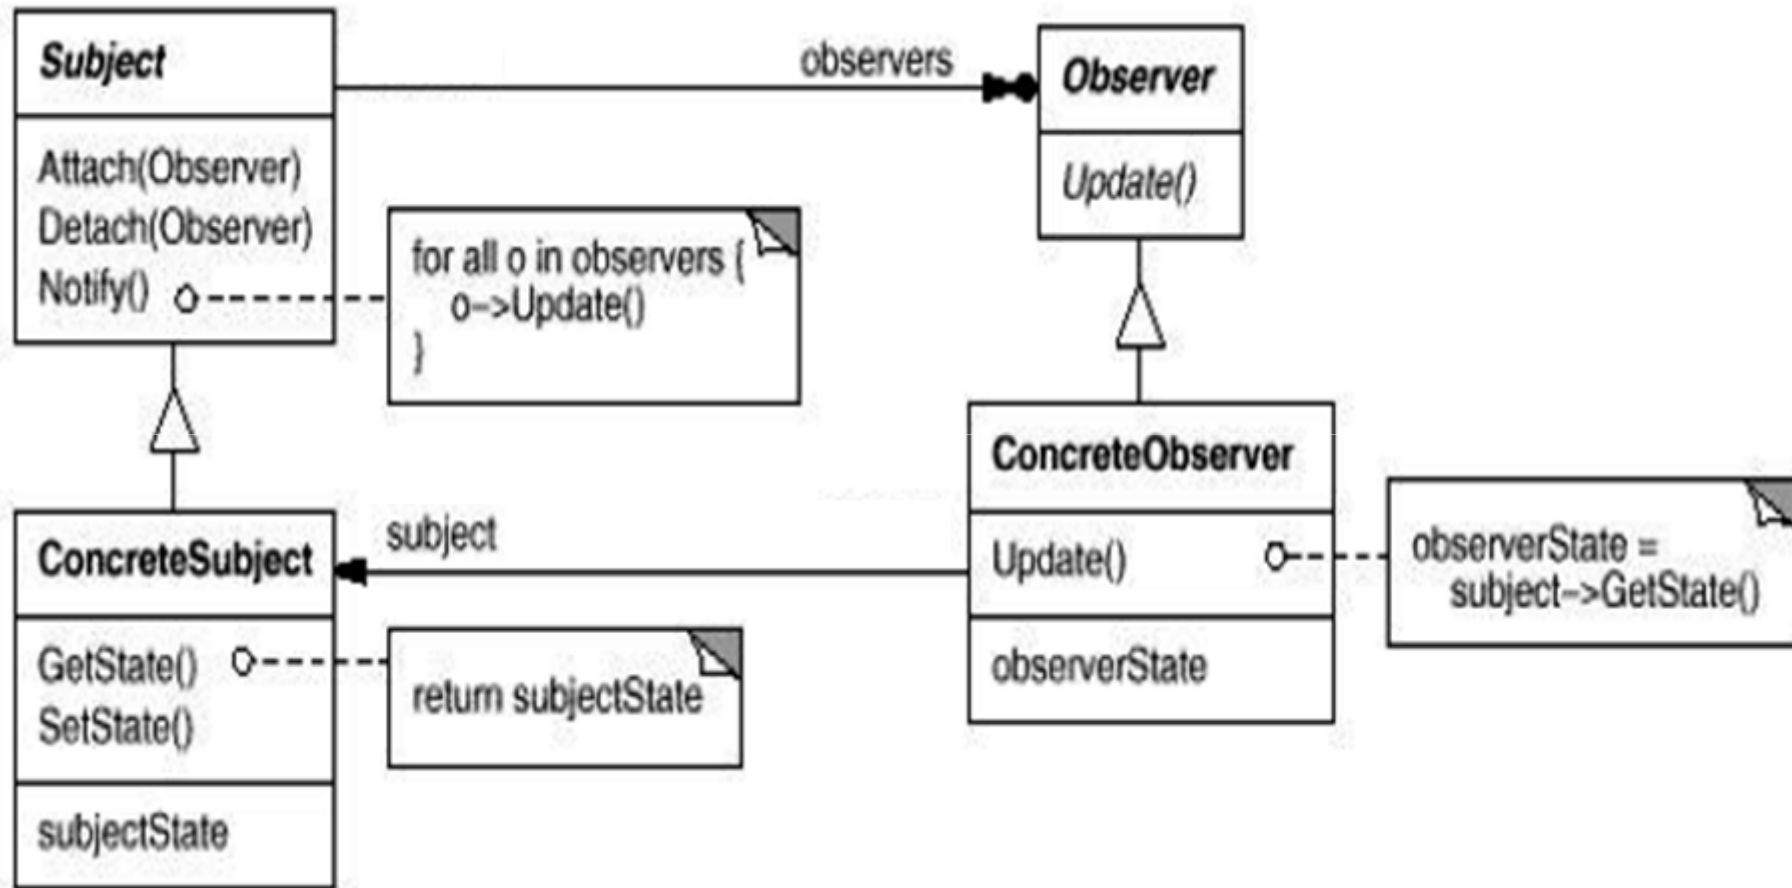 Subject
Attach(Observer)
Detach(Observer)
Notify()
for all o in observers {
o–>Update()
}
observers
Observer
Update()
ConcreteSubject
GetState()
SetState()
subjectState
return subjectState
subject
ConcreteObserver
Update()
observerState
observerState =
subject–>GetState()